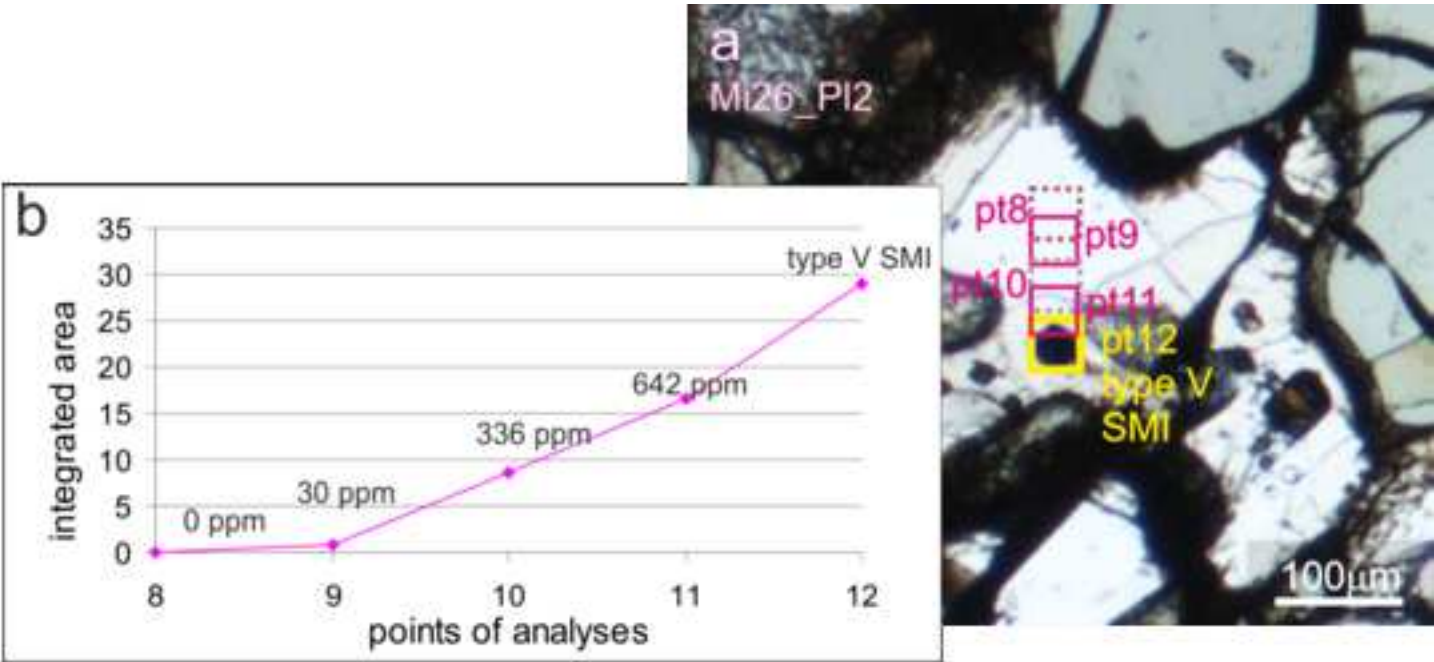 a
Mi26_Pl2
pt8
pt9
pt10
pt11
pt12
type V
SMI
100µm
b
integrated area
35
30
25
20
15
10
5
0
type V SMI
642 ppm
336 ppm
30 ppm
0 ppm
8 9 10 11 12
points of analyses